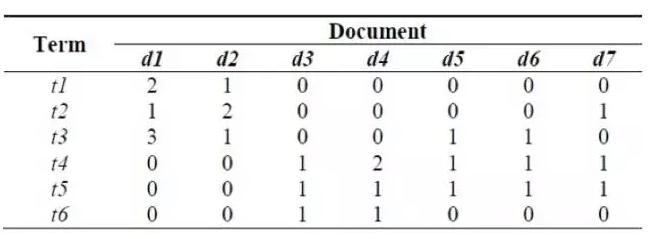 Document
Term
d1 d2 d3 d4 d5 d6 d7
t1 2 1 0 0 0 0 0
t2 1 2 0 0 0 0 1
t3 3 1 0 0 1 1 0
t4 0 0 1 2 1 1 1
t5 0 0 1 1 1 1 1
t6 0 0 1 1 0 0 0